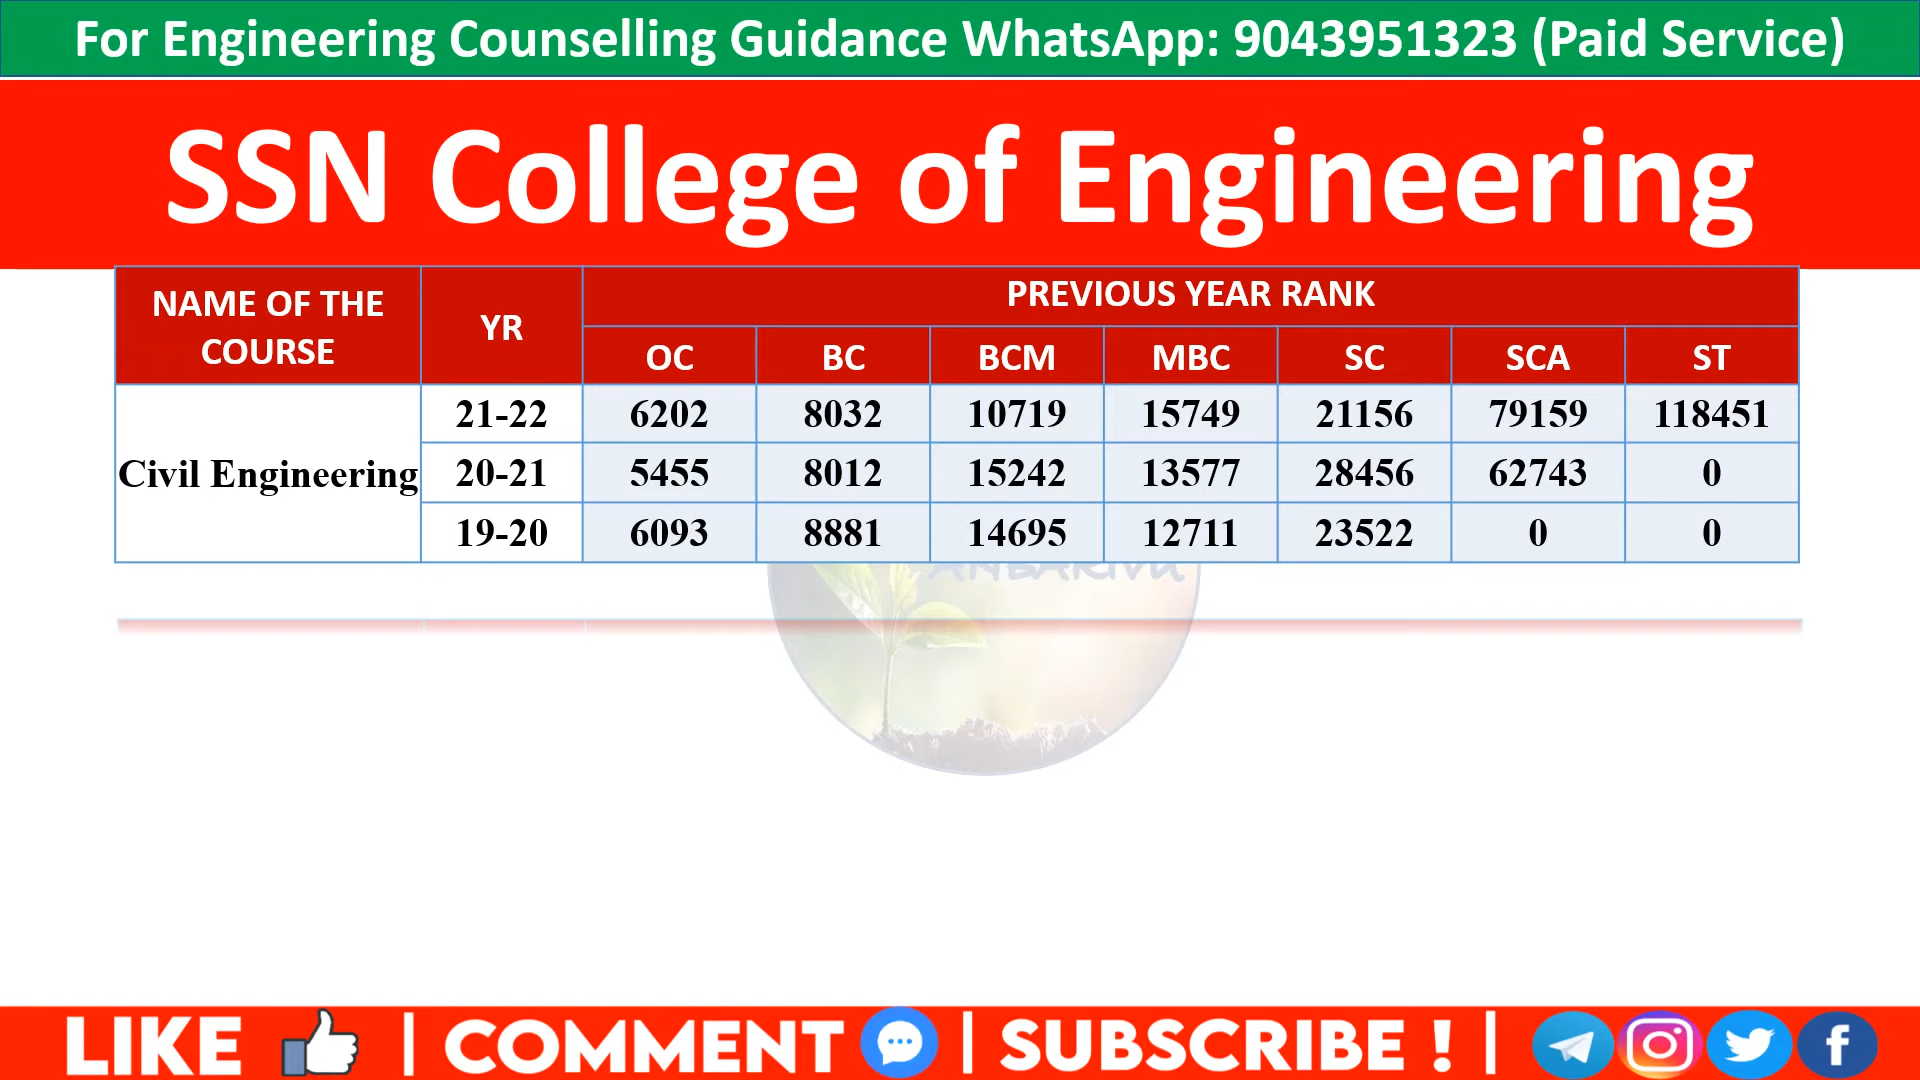 For Engineering Counselling Guidance WhatsApp: 9043951323 (Paid Service)
SSN College of Engineering
NAME OF THE COURSE YR PREVIOUS YEAR RANK
OC BC BCM MBC SC SCA ST
Civil Engineering
21-22 6202 8032 10719 15749 21156 79159 118451
20-21 5455 8012 15242 13577 28456 62743 0
19-20 6093 8881 14695 12711 23522 0 0
LIKE | COMMENT | SUBSCRIBE ! |